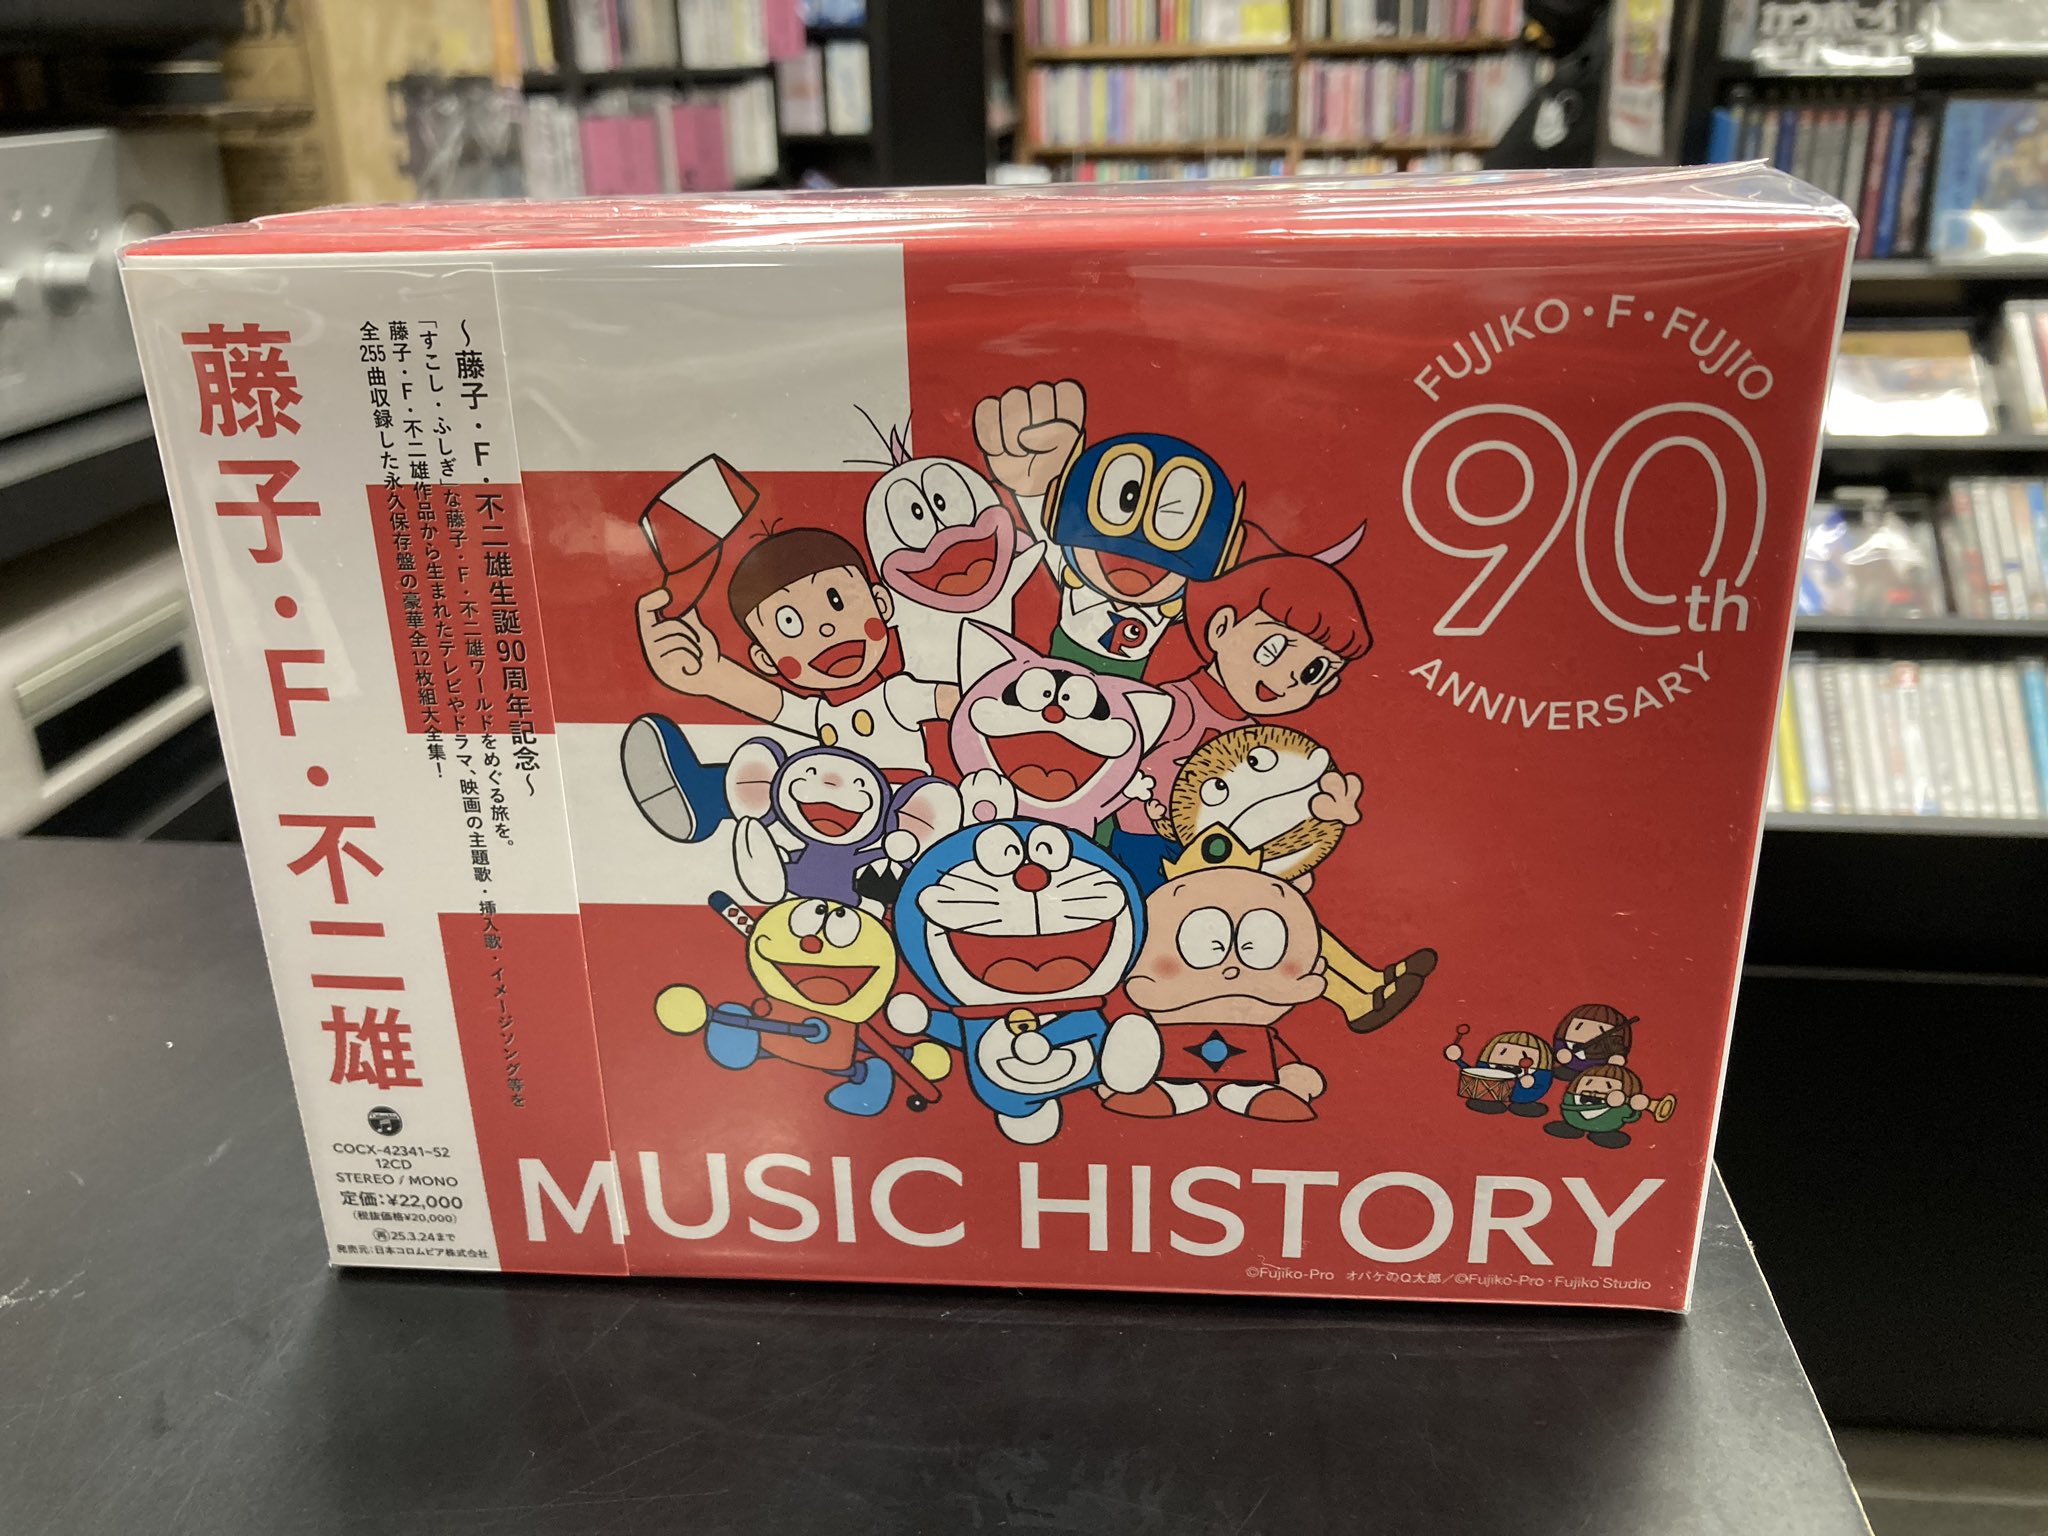 藤子・F・不二雄
～藤子・F・不二雄生誕90周年記念～
「すこし・ふしぎ」な藤子・F・不二雄ワールドをめぐる旅を。
藤子・F・不二雄作品から生まれたテレビやドラマ、映画の主題歌・挿入歌・イメージソング等を
全255曲収録した永久保存盤の豪華全12枚組大全集！
COCX-42341~52
12CD
STEREO / MONO
定価：¥22,000
（税抜価格¥20,000）
再25.3.24まで
発売元：日本コロムビア株式会社
FUJIKO・F・FUJIO
90th
ANNIVERSARY
MUSIC HISTORY
©Fujiko-Pro オバケのQ太郎／©Fujiko-Pro・Fujiko Studio